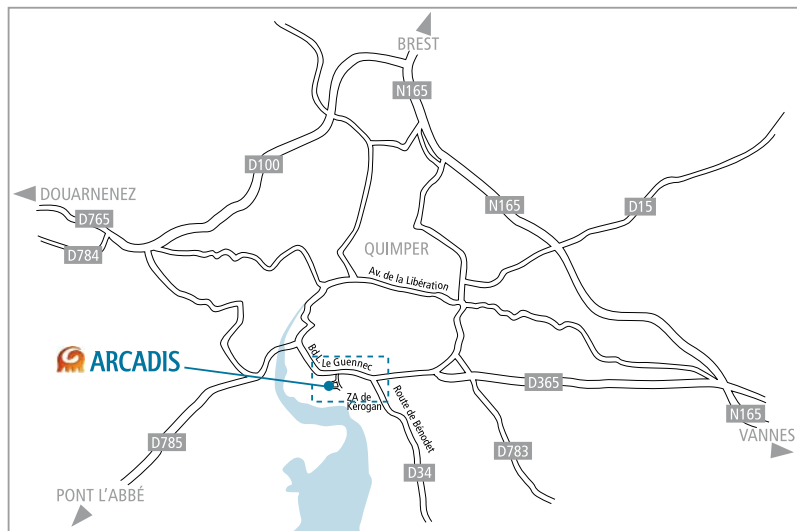 BREST
N165
D100
DOUARNENEZ
D765
D784
N165
D15
QUIMPER
Av. de la Libération
Bd. Le Guennec
ARCADIS
ZA de
Kérogan
Route de Bénodet
D365
N165
VANNES
D785
D783
D34
PONT L'ABBÉ